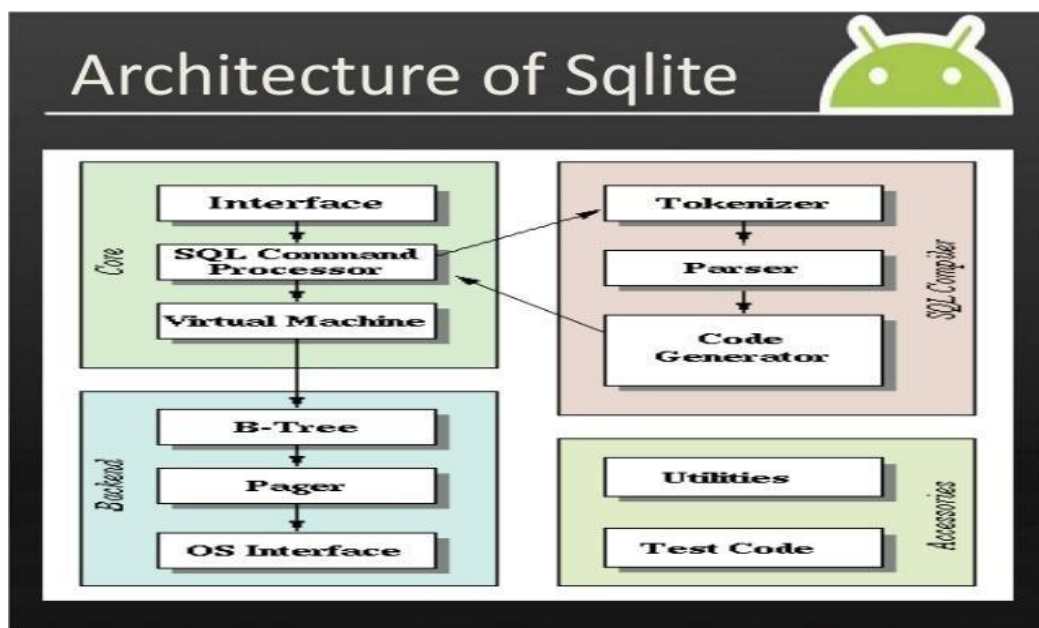 Architecture of Sqlite
Core
Interface
SQL Command
Processor
Virtual Machine
Backend
B-Tree
Pager
OS Interface
SQL Compiler
Tokenizer
Parser
Code
Generator
Accessories
Utilities
Test Code